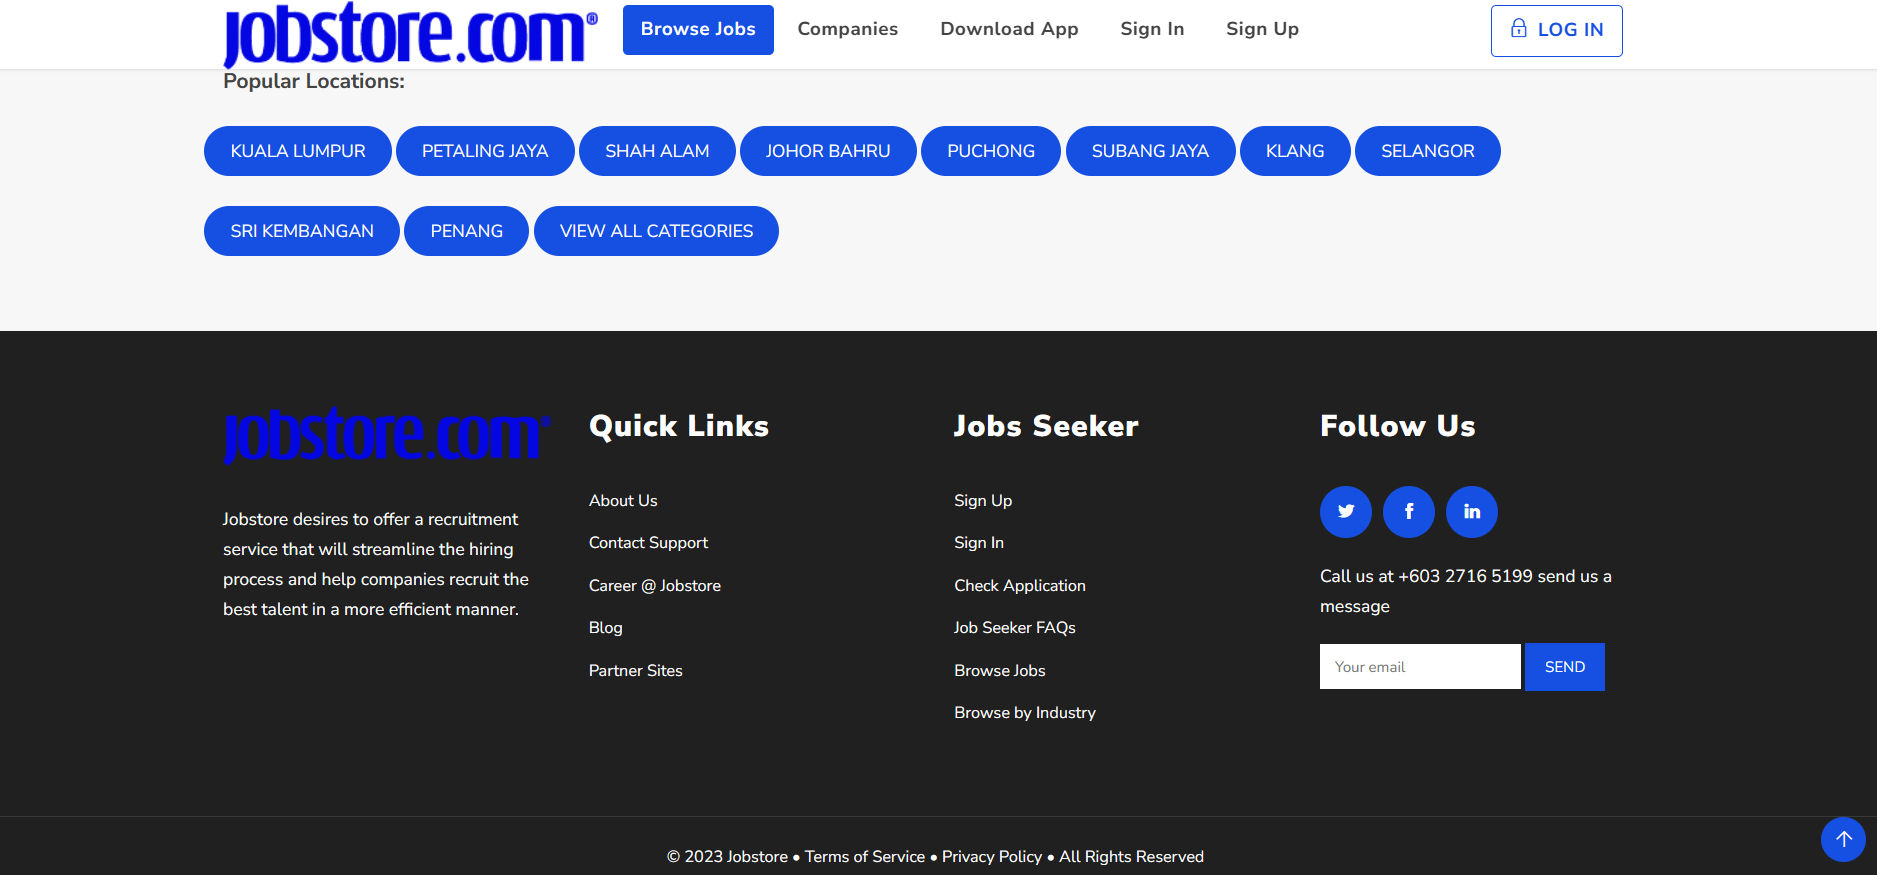 Jobstore.com®
Browse Jobs
Companies
Download App
Sign In
Sign Up
LOG IN
Popular Locations:
KUALA LUMPUR
PETALING JAYA
SHAH ALAM
JOHOR BAHRU
PUCHONG
SUBANG JAYA
KLANG
SELANGOR
SRI KEMBANGAN
PENANG
VIEW ALL CATEGORIES
Jobstore.com®
Jobstore desires to offer a recruitment
service that will streamline the hiring
process and help companies recruit the
best talent in a more efficient manner.
Quick Links
About Us
Contact Support
Career @ Jobstore
Blog
Partner Sites
Jobs Seeker
Sign Up
Sign In
Check Application
Job Seeker FAQs
Browse Jobs
Browse by Industry
Follow Us
Call us at +603 2716 5199 send us a
message
Your email
SEND
© 2023 Jobstore • Terms of Service • Privacy Policy • All Rights Reserved